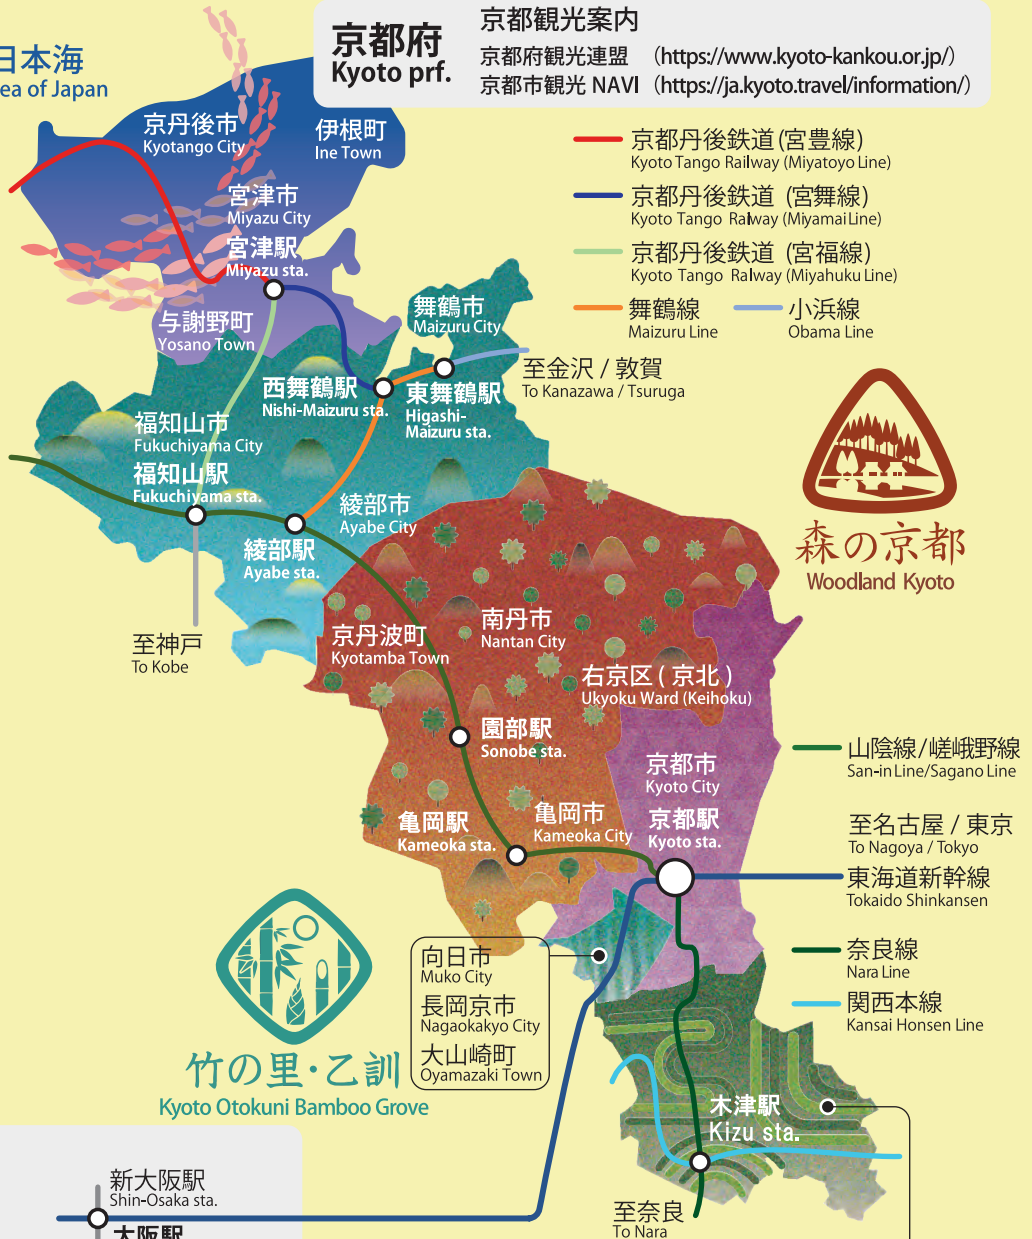 京都府
Kyoto prf.
京都観光案内
京都府観光連盟 （https://www.kyoto-kankou.or.jp/）
京都市観光 NAVI （https://ja.kyoto.travel/information/）
日本海
ea of Japan
京丹後市
Kyotango City
伊根町
Ine Town
宮津市
Miyazu City
宮津駅
Miyazu sta.
与謝野町
Yosano Town
京都丹後鉄道 (宮豊線)
Kyoto Tango Railway (Miyatoyo Line)
京都丹後鉄道 (宮舞線)
Kyoto Tango Railway (Miyamai Line)
京都丹後鉄道 (宮福線)
Kyoto Tango Ralway (Miyahuku Line)
舞鶴線
Maizuru Line
小浜線
Obama Line
舞鶴市
Maizuru City
至金沢 / 敦賀
To Kanazawa / Tsuruga
西舞鶴駅
Nishi-Maizuru sta.
東舞鶴駅
Higashi-
Maizuru sta.
福知山市
Fukuchiyama City
福知山駅
Fukuchiyama sta.
綾部市
Ayabe City
綾部駅
Ayabe sta.
森の京都
Woodland Kyoto
至神戸
To Kobe
京丹波町
Kyotamba Town
南丹市
Nantan City
右京区 ( 京北 )
Ukyoku Ward (Keihoku)
園部駅
Sonobe sta.
京都市
Kyoto City
山陰線/嵯峨野線
San-in Line/Sagano Line
亀岡駅
Kameoka sta.
亀岡市
Kameoka City
京都駅
Kyoto sta.
至名古屋 / 東京
To Nagoya / Tokyo
東海道新幹線
Tokaido Shinkansen
向日市
Muko City
長岡京市
Nagaokakyo City
大山崎町
Oyamazaki Town
奈良線
Nara Line
関西本線
Kansai Honsen Line
竹の里・乙訓
Kyoto Otokuni Bamboo Grove
木津駅
Kizu sta.
新大阪駅
Shin-Osaka sta.
大阪駅
至奈良
To Nara